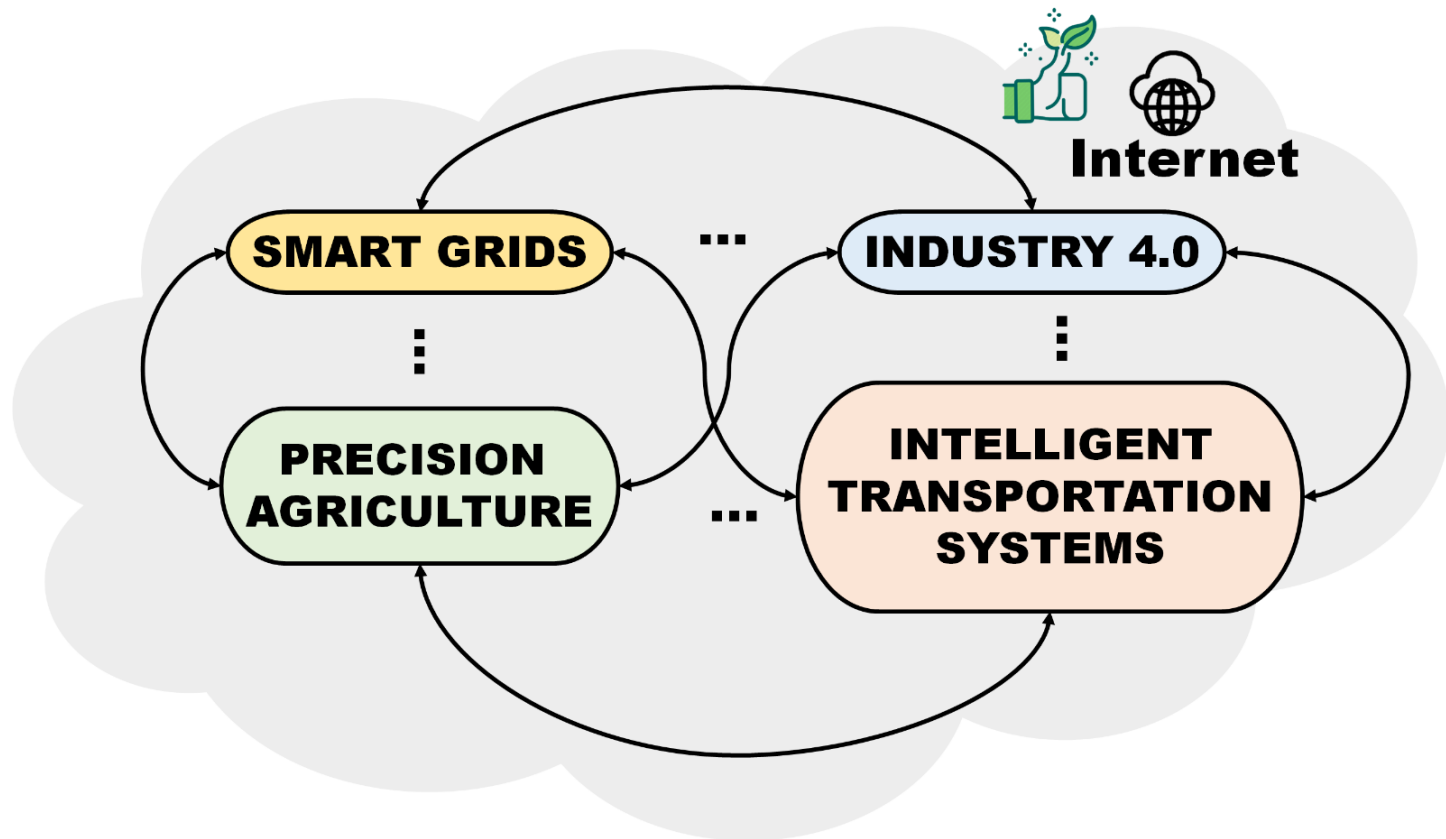 Internet
SMART GRIDS
...
INDUSTRY 4.0
PRECISION
AGRICULTURE
...
INTELLIGENT
TRANSPORTATION
SYSTEMS